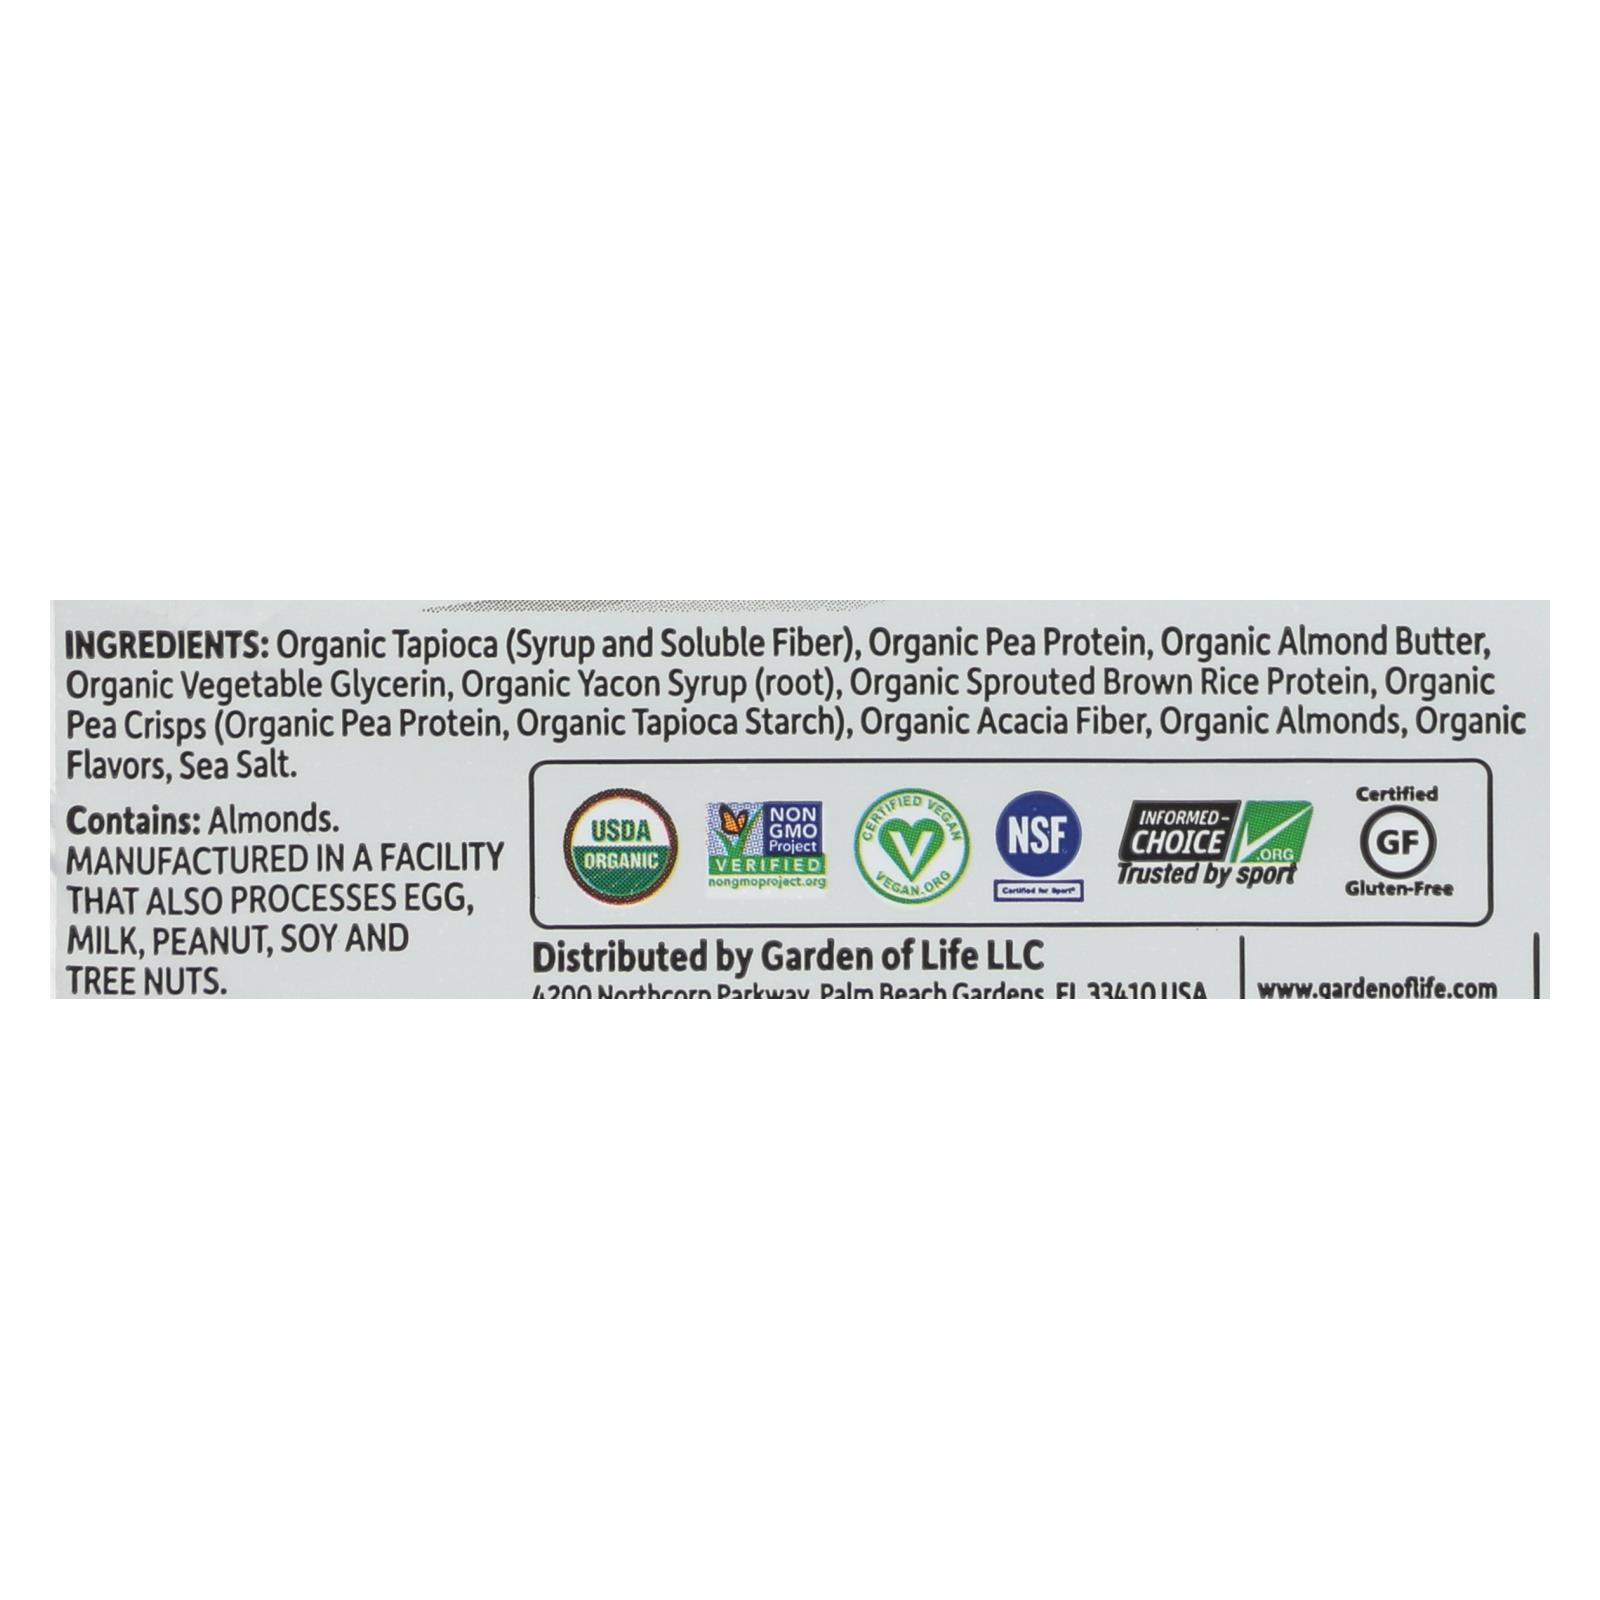 INGREDIENTS: Organic Tapioca (Syrup and Soluble Fiber), Organic Pea Protein, Organic Almond Butter,
Organic Vegetable Glycerin, Organic Yacon Syrup (root), Organic Sprouted Brown Rice Protein, Organic
Pea Crisps (Organic Pea Protein, Organic Tapioca Starch), Organic Acacia Fiber, Organic Almonds, Organic
Flavors, Sea Salt.
Contains: Almonds.
MANUFACTURED IN A FACILITY
THAT ALSO PROCESSES EGG,
MILK, PEANUT, SOY AND
TREE NUTS.
USDA
ORGANIC
NON
GMO
Project
VERIFIED
nongmoproject.org
CERTIFIED VEGAN
V
VEGAN.ORG
NSF
Certified for Sport®
INFORMED-
CHOICE
.ORG
Trusted by sport
Certified
GF
Gluten-Free
Distributed by Garden of Life LLC
4200 Northcorp Parkway, Palm Beach Gardens, FL 33410 USA
www.gardenoflife.com